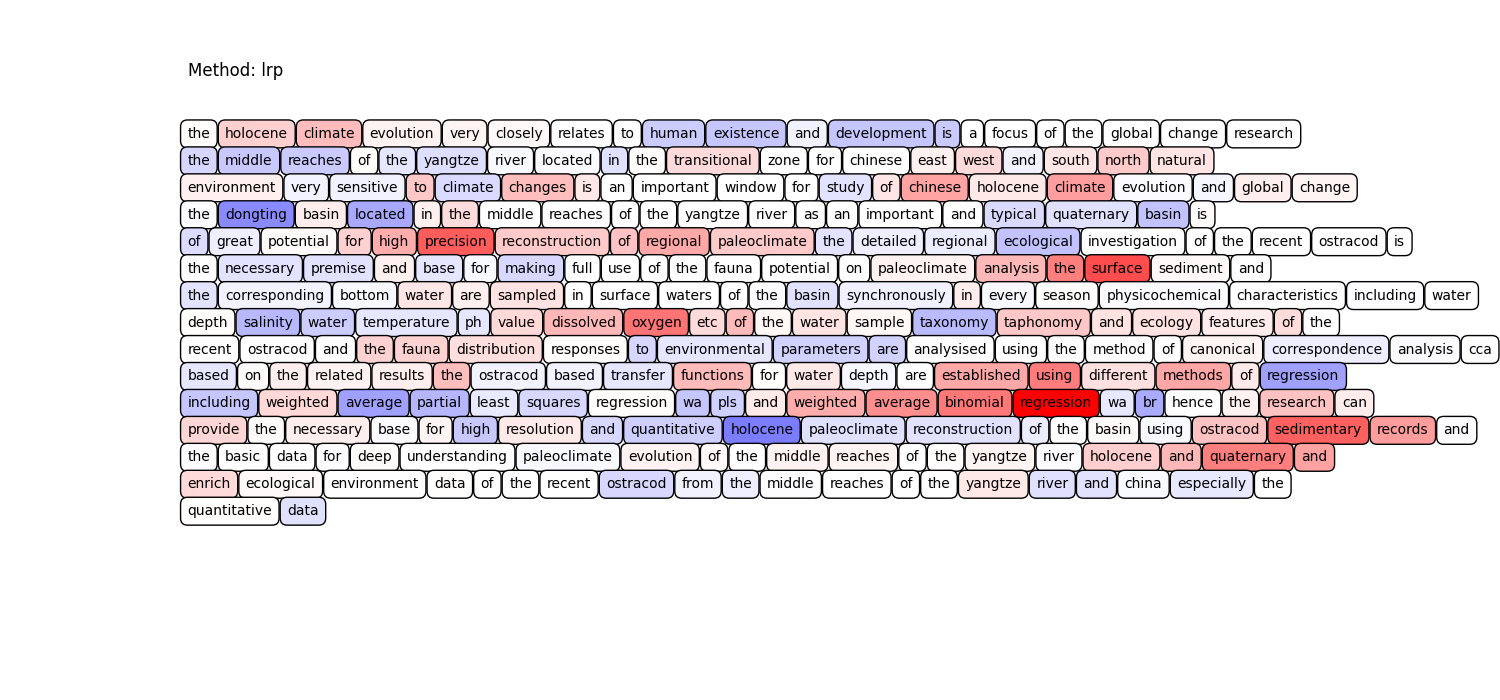 Method: lrp
the holocene climate evolution very closely relates to human existence and development is a focus of the global change research
the middle reaches of the yangtze river located in the transitional zone for chinese east west and south north natural
environment very sensitive to climate changes is an important window for study of chinese holocene climate evolution and global change
the dongting basin located in the middle reaches of the yangtze river as an important and typical quaternary basin is
of great potential for high precision reconstruction of regional paleoclimate the detailed regional ecological investigation of the recent ostracod is
the necessary premise and base for making full use of the fauna potential on paleoclimate analysis the surface sediment and
the corresponding bottom water are sampled in surface waters of the basin synchronously in every season physicochemical characteristics including water
depth salinity water temperature ph value dissolved oxygen etc of the water sample taxonomy taphonomy and ecology features of the
recent ostracod and the fauna distribution responses to environmental parameters are analysised using the method of canonical correspondence analysis cca
based on the related results the ostracod based transfer functions for water depth are established using different methods of regression
including weighted average partial least squares regression wa pls and weighted average binomial regression wa br hence the research can
provide the necessary base for high resolution and quantitative holocene paleoclimate reconstruction of the basin using ostracod sedimentary records and
the basic data for deep understanding paleoclimate evolution of the middle reaches of the yangtze river holocene and quaternary and
enrich ecological environment data of the recent ostracod from the middle reaches of the yangtze river and china especially the
quantitative data